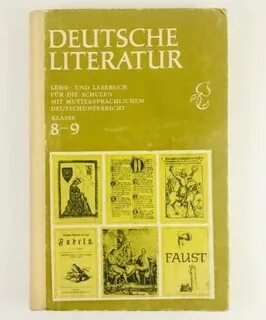 DEUTSCHE
LITERATUR
LEHR- UND LESEBUCH
FÜR DIE SCHULEN
MIT MUTTERSPRACHLICHEM
DEUTSCHUNTERRICHT
KLASSE
8-9
Fabeln.
FAUST